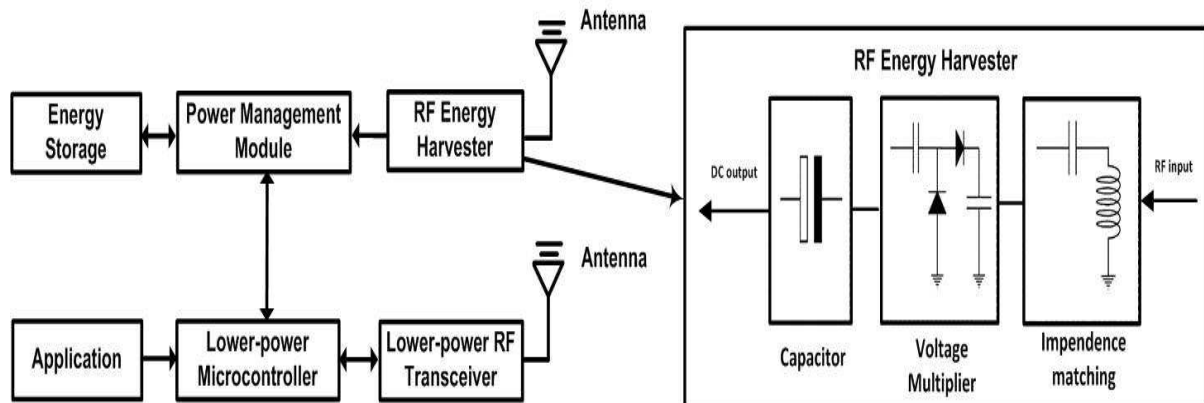 Antenna
Energy
Storage
Power Management
Module
RF Energy
Harvester
Antenna
Application
Lower-power
Microcontroller
Lower-power RF
Transceiver
RF Energy Harvester
DC output
RF input
Capacitor
Voltage
Multiplier
Impendence
matching